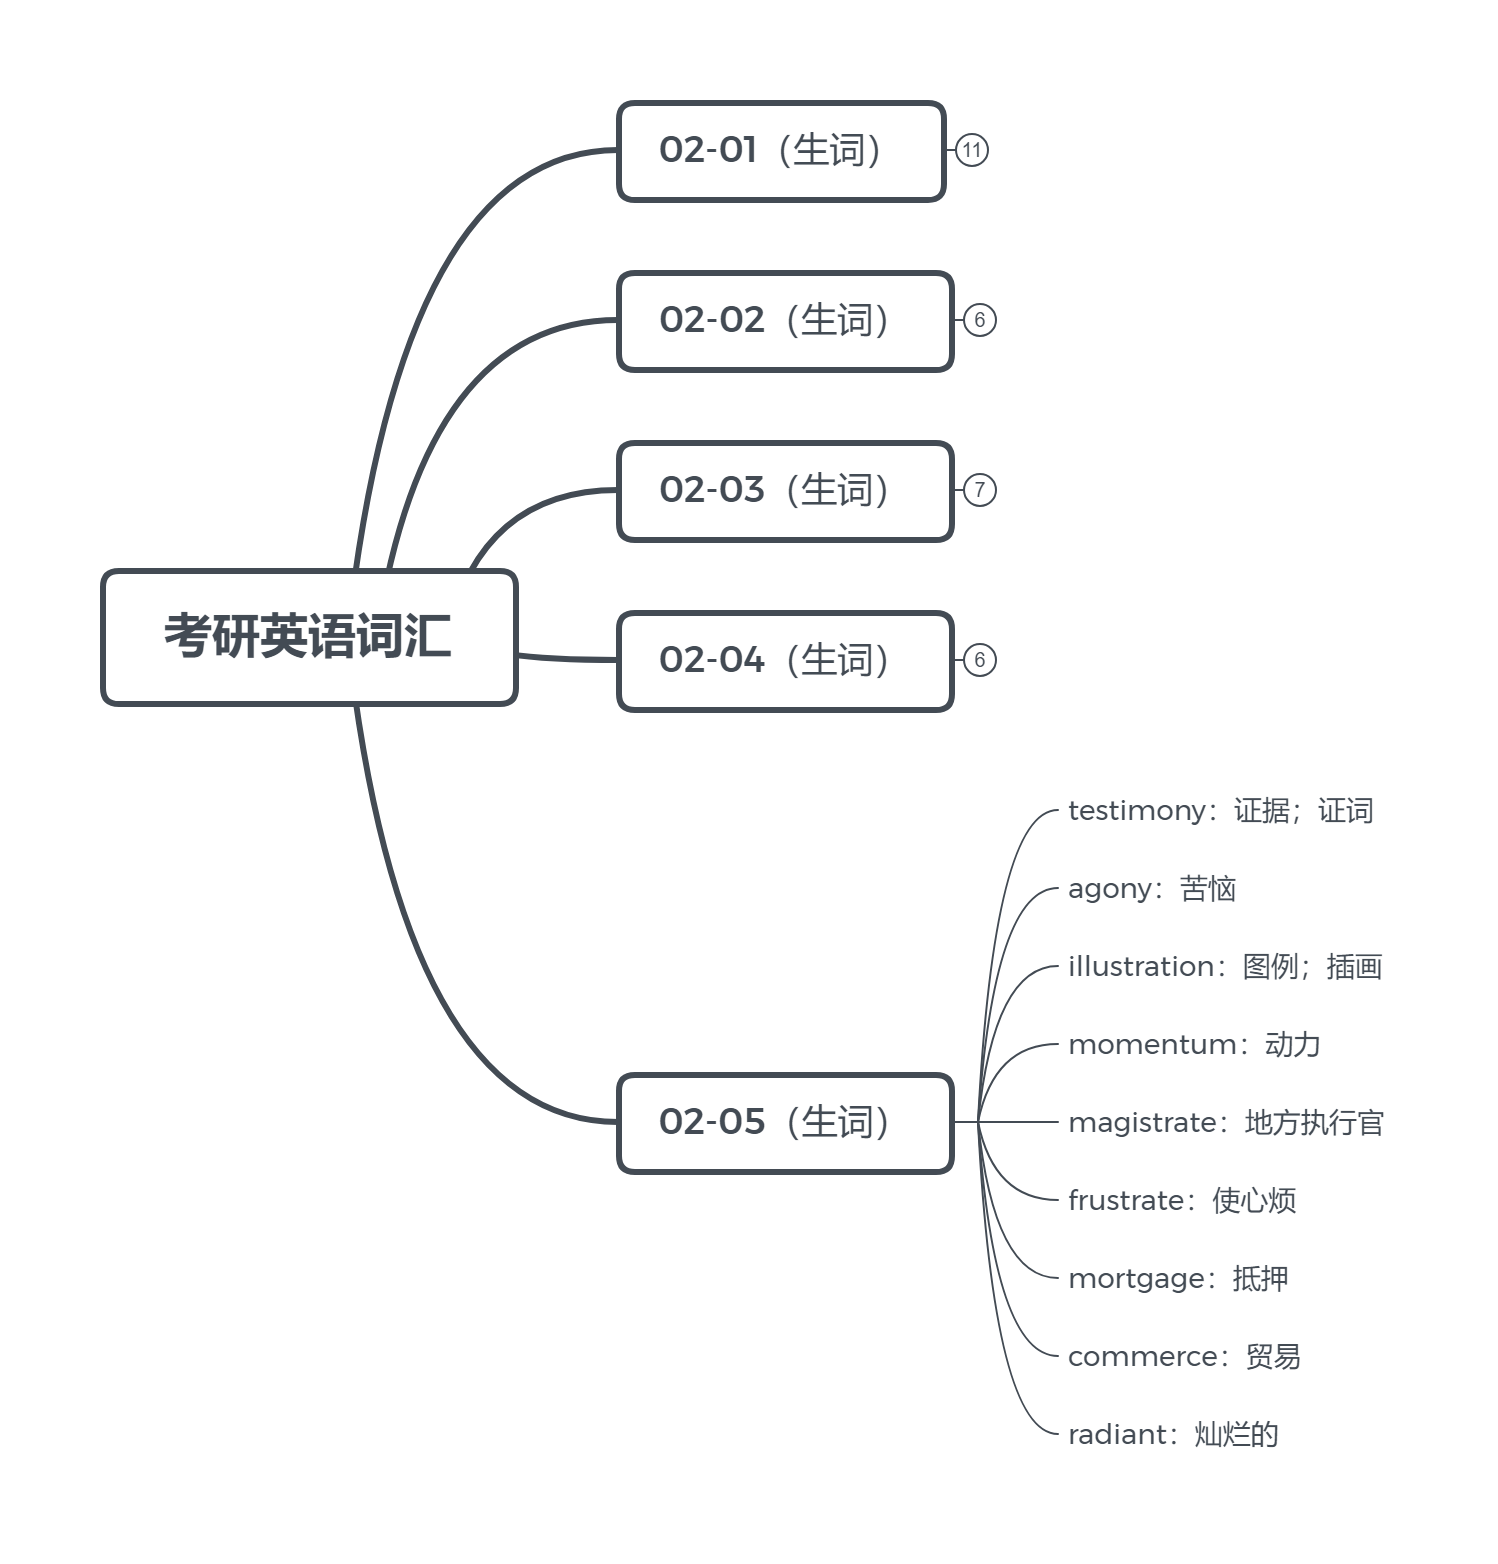 02-01（生词）
11
02-02（生词）
6
02-03（生词）
7
考研英语词汇
02-04（生词）
6
02-05（生词）
testimony：证据；证词
agony：苦恼
illustration：图例；插画
momentum：动力
magistrate：地方执行官
frustrate：使心烦
mortgage：抵押
commerce：贸易
radiant：灿烂的